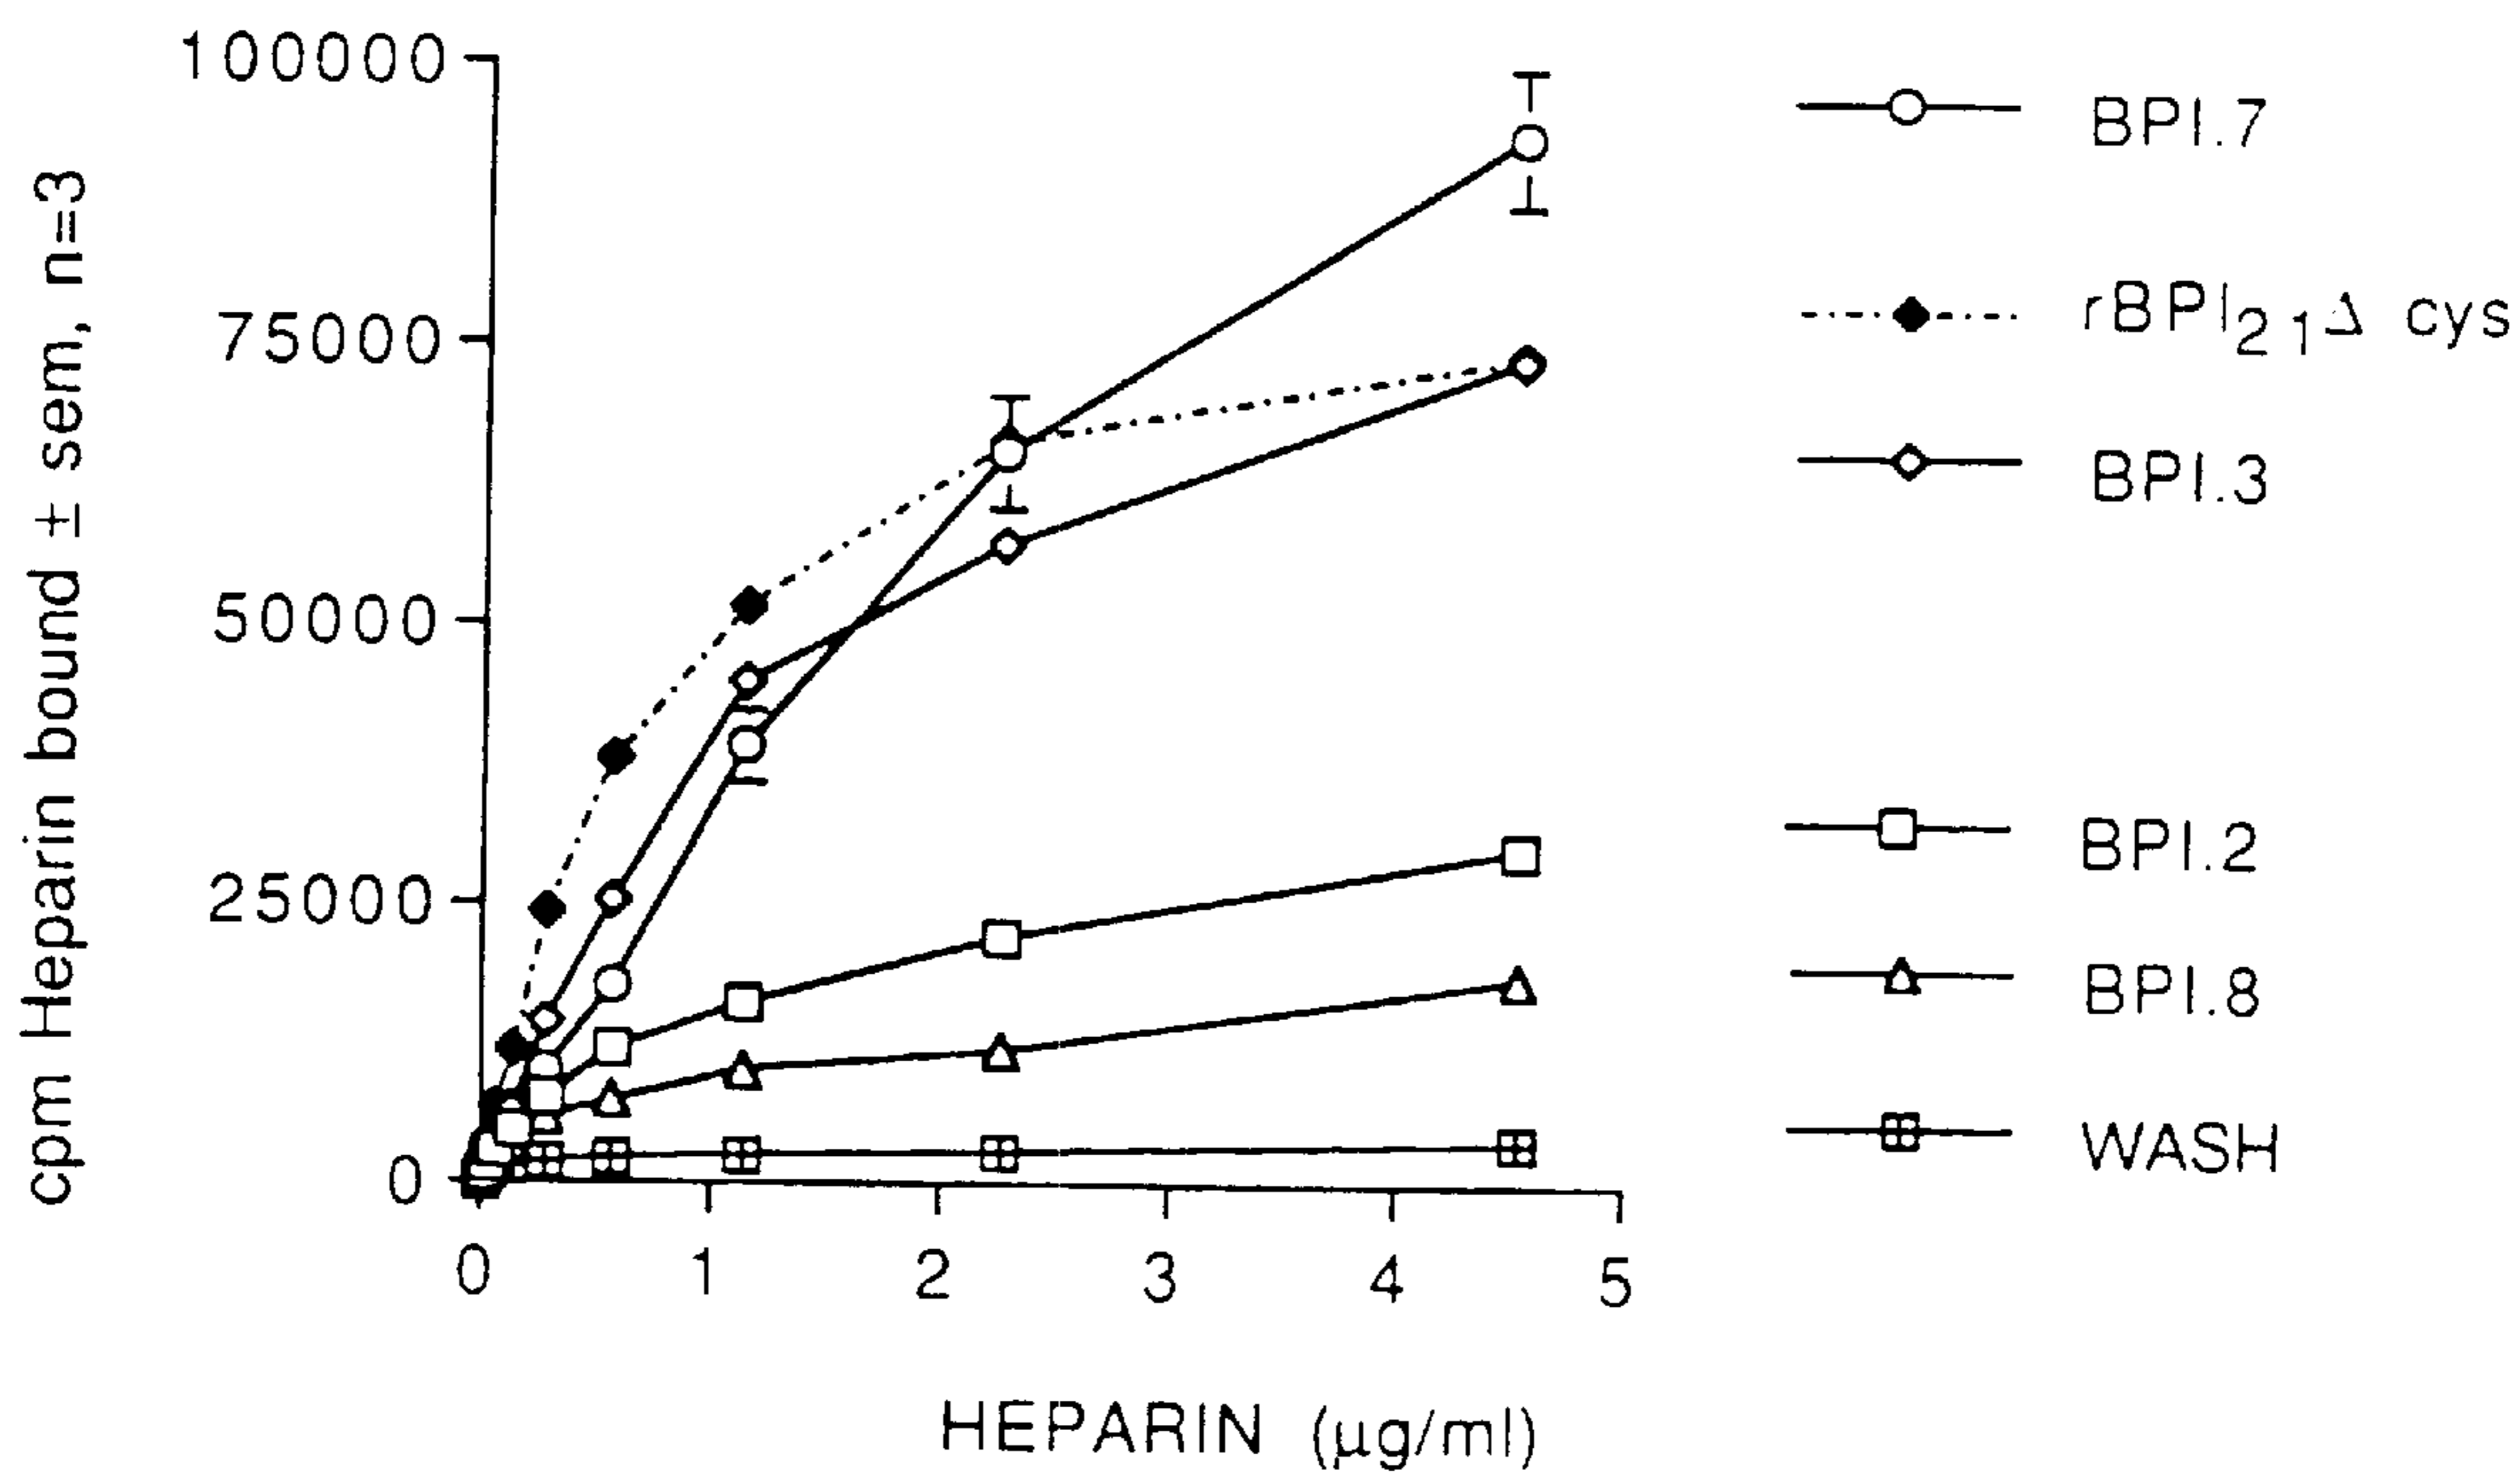 cpm Heparin bound ± sem, n=3
100000
75000
50000
25000
0
0 1 2 3 4 5
HEPARIN (µg/ml)
BPI.7
rBPI₂₁Δ cys
BPI.3
BPI.2
BPI.8
WASH